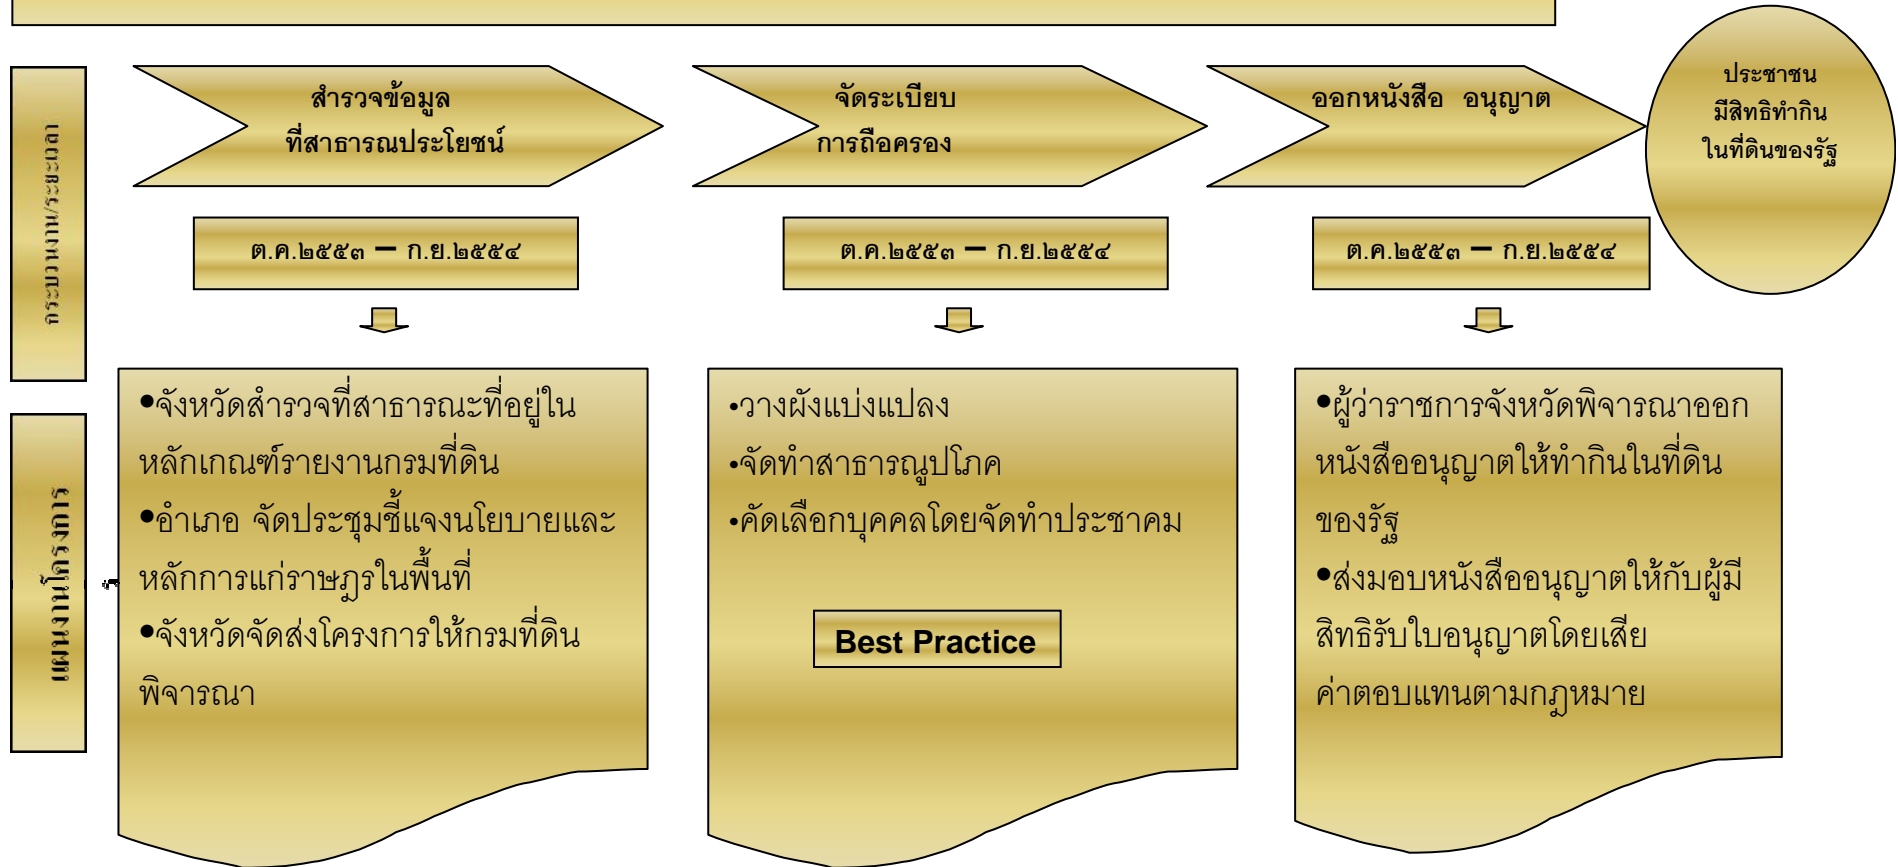 กระบวนงาน/ระยะเวลา
สำรวจข้อมูล
ที่สาธารณประโยชน์
จัดระเบียบ
การถือครอง
ออกหนังสือ อนุญาต
ประชาชน
มีสิทธิทำกิน
ในที่ดินของรัฐ
ต.ค.๒๕๕๓ – ก.ย.๒๕๕๔
ต.ค.๒๕๕๓ – ก.ย.๒๕๕๔
ต.ค.๒๕๕๓ – ก.ย.๒๕๕๔
แผนงานโครงการ
•จังหวัดสำรวจที่สาธารณะที่อยู่ใน
หลักเกณฑ์รายงานกรมที่ดิน
•อำเภอ จัดประชุมชี้แจงนโยบายและ
หลักการแก่ราษฎรในพื้นที่
•จังหวัดจัดส่งโครงการให้กรมที่ดิน
พิจารณา
•วางผังแบ่งแปลง
•จัดทำสาธารณูปโภค
•คัดเลือกบุคคลโดยจัดทำประชาคม
Best Practice
•ผู้ว่าราชการจังหวัดพิจารณาออก
หนังสืออนุญาตให้ทำกินในที่ดิน
ของรัฐ
•ส่งมอบหนังสืออนุญาตให้กับผู้มี
สิทธิรับใบอนุญาตโดยเสีย
ค่าตอบแทนตามกฎหมาย